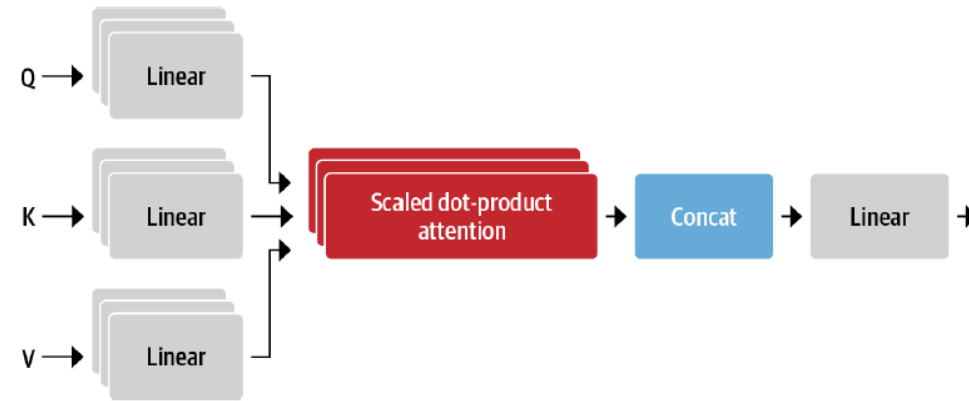 Q
Linear
K
Linear
V
Linear
Scaled dot-product
attention
Concat
Linear